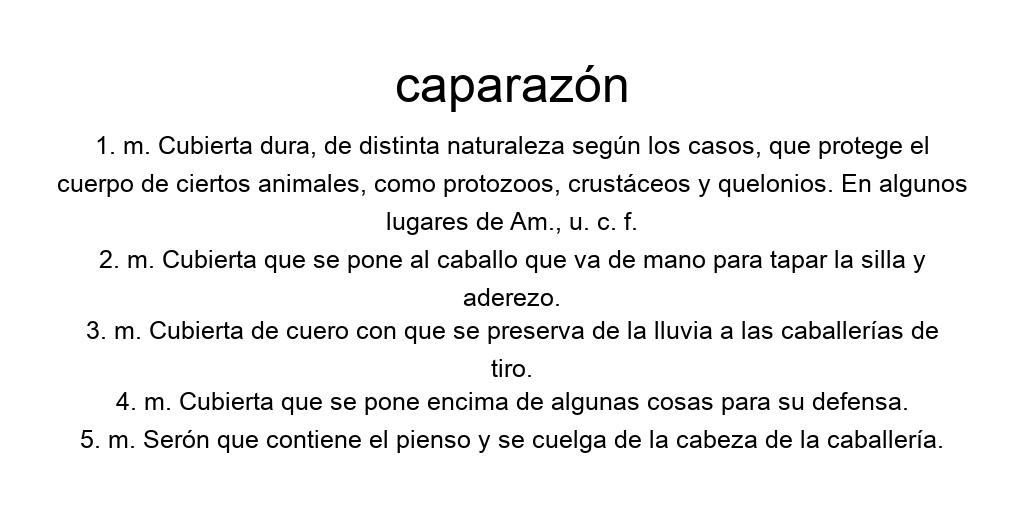 caparazón
1. m. Cubierta dura, de distinta naturaleza según los casos, que protege el
cuerpo de ciertos animales, como protozoos, crustáceos y quelonios. En algunos
lugares de Am., u. c. f.
2. m. Cubierta que se pone al caballo que va de mano para tapar la silla y
aderezo.
3. m. Cubierta de cuero con que se preserva de la lluvia a las caballerías de
tiro.
4. m. Cubierta que se pone encima de algunas cosas para su defensa.
5. m. Serón que contiene el pienso y se cuelga de la cabeza de la caballería.